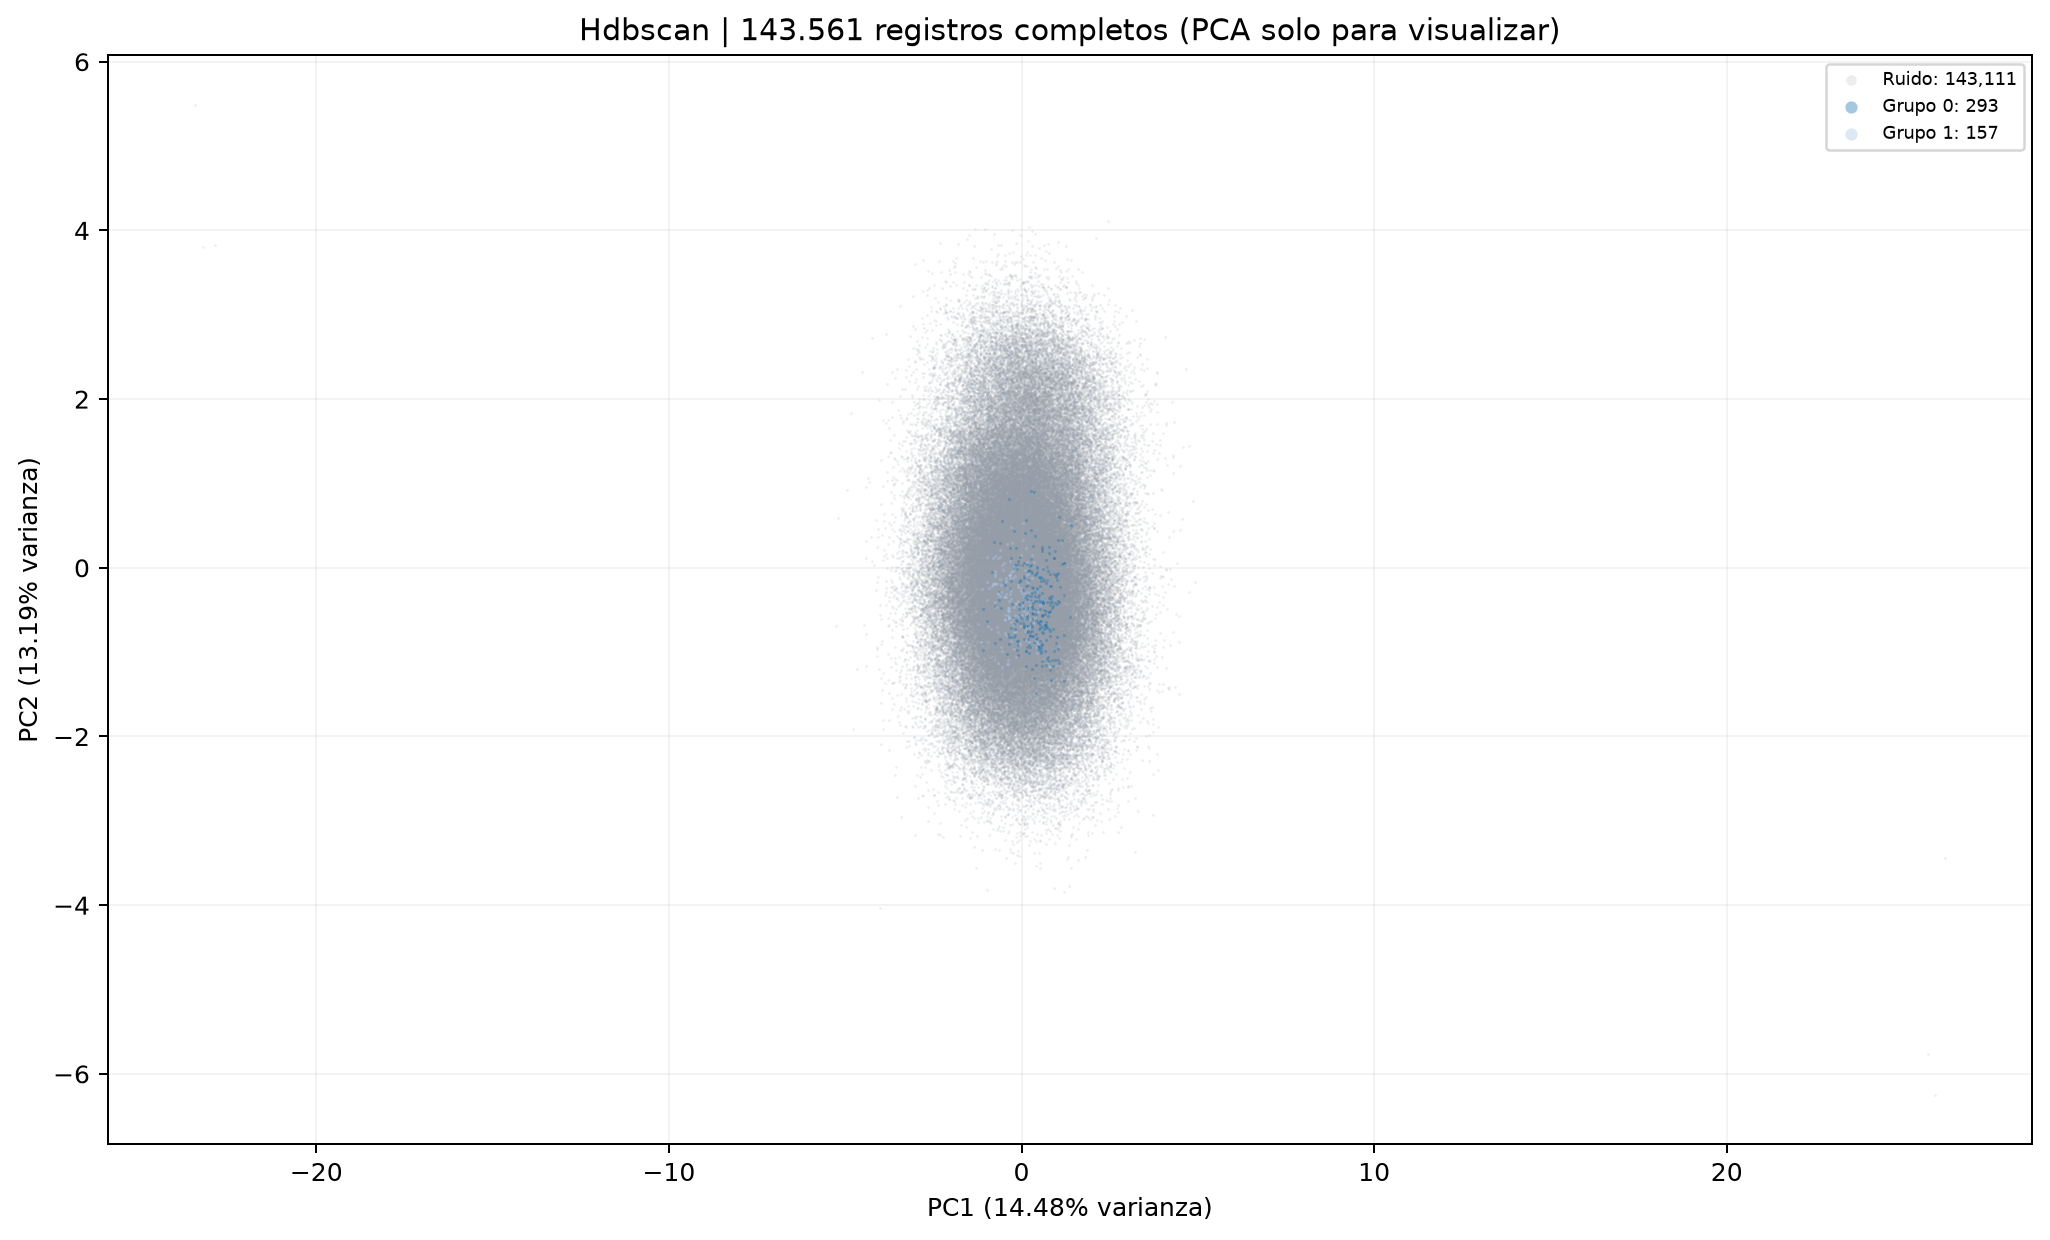 Hdbscan | 143.561 registros completos (PCA solo para visualizar)
Ruido: 143,111
Grupo 0: 293
Grupo 1: 157
6
4
2
0
−2
−4
−6
PC2 (13.19% varianza)
−20
−10
0
10
20
PC1 (14.48% varianza)